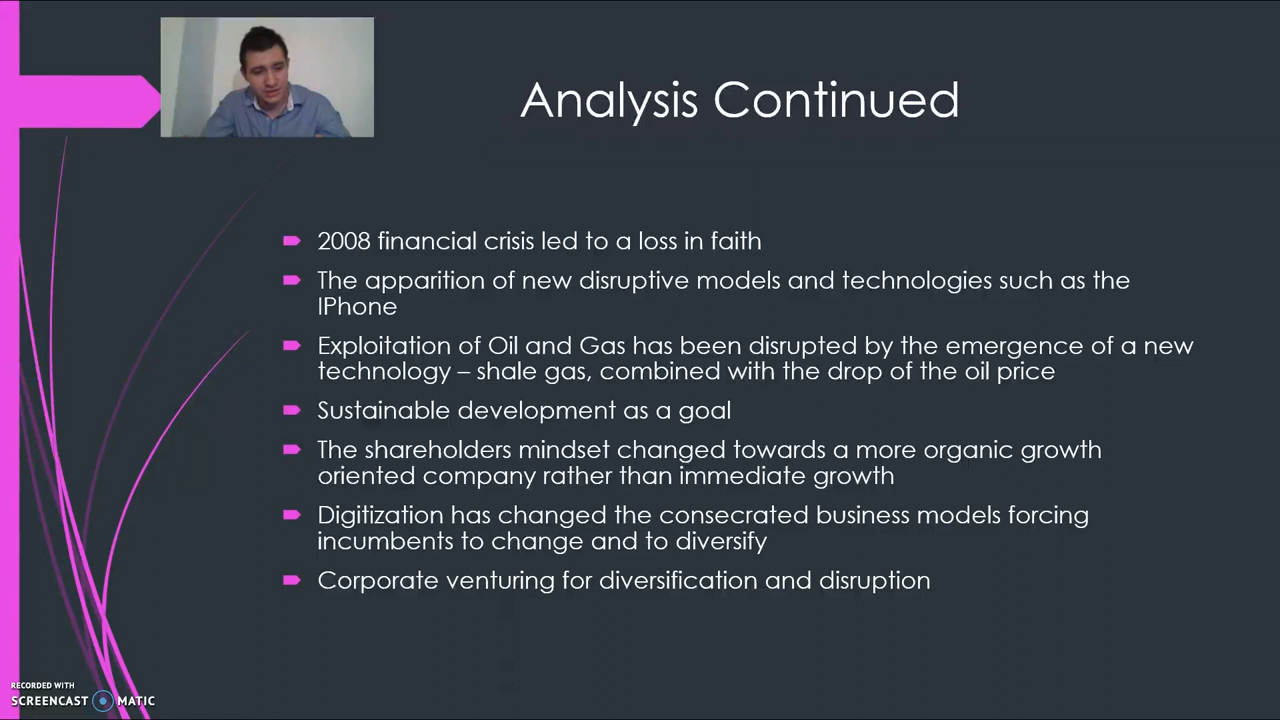 Analysis Continued
2008 financial crisis led to a loss in faith
The apparition of new disruptive models and technologies such as the
IPhone
Exploitation of Oil and Gas has been disrupted by the emergence of a new
technology – shale gas, combined with the drop of the oil price
Sustainable development as a goal
The shareholders mindset changed towards a more organic growth
oriented company rather than immediate growth
Digitization has changed the consecrated business models forcing
incumbents to change and to diversify
Corporate venturing for diversification and disruption
RECORDED WITH
SCREENCAST MATIC